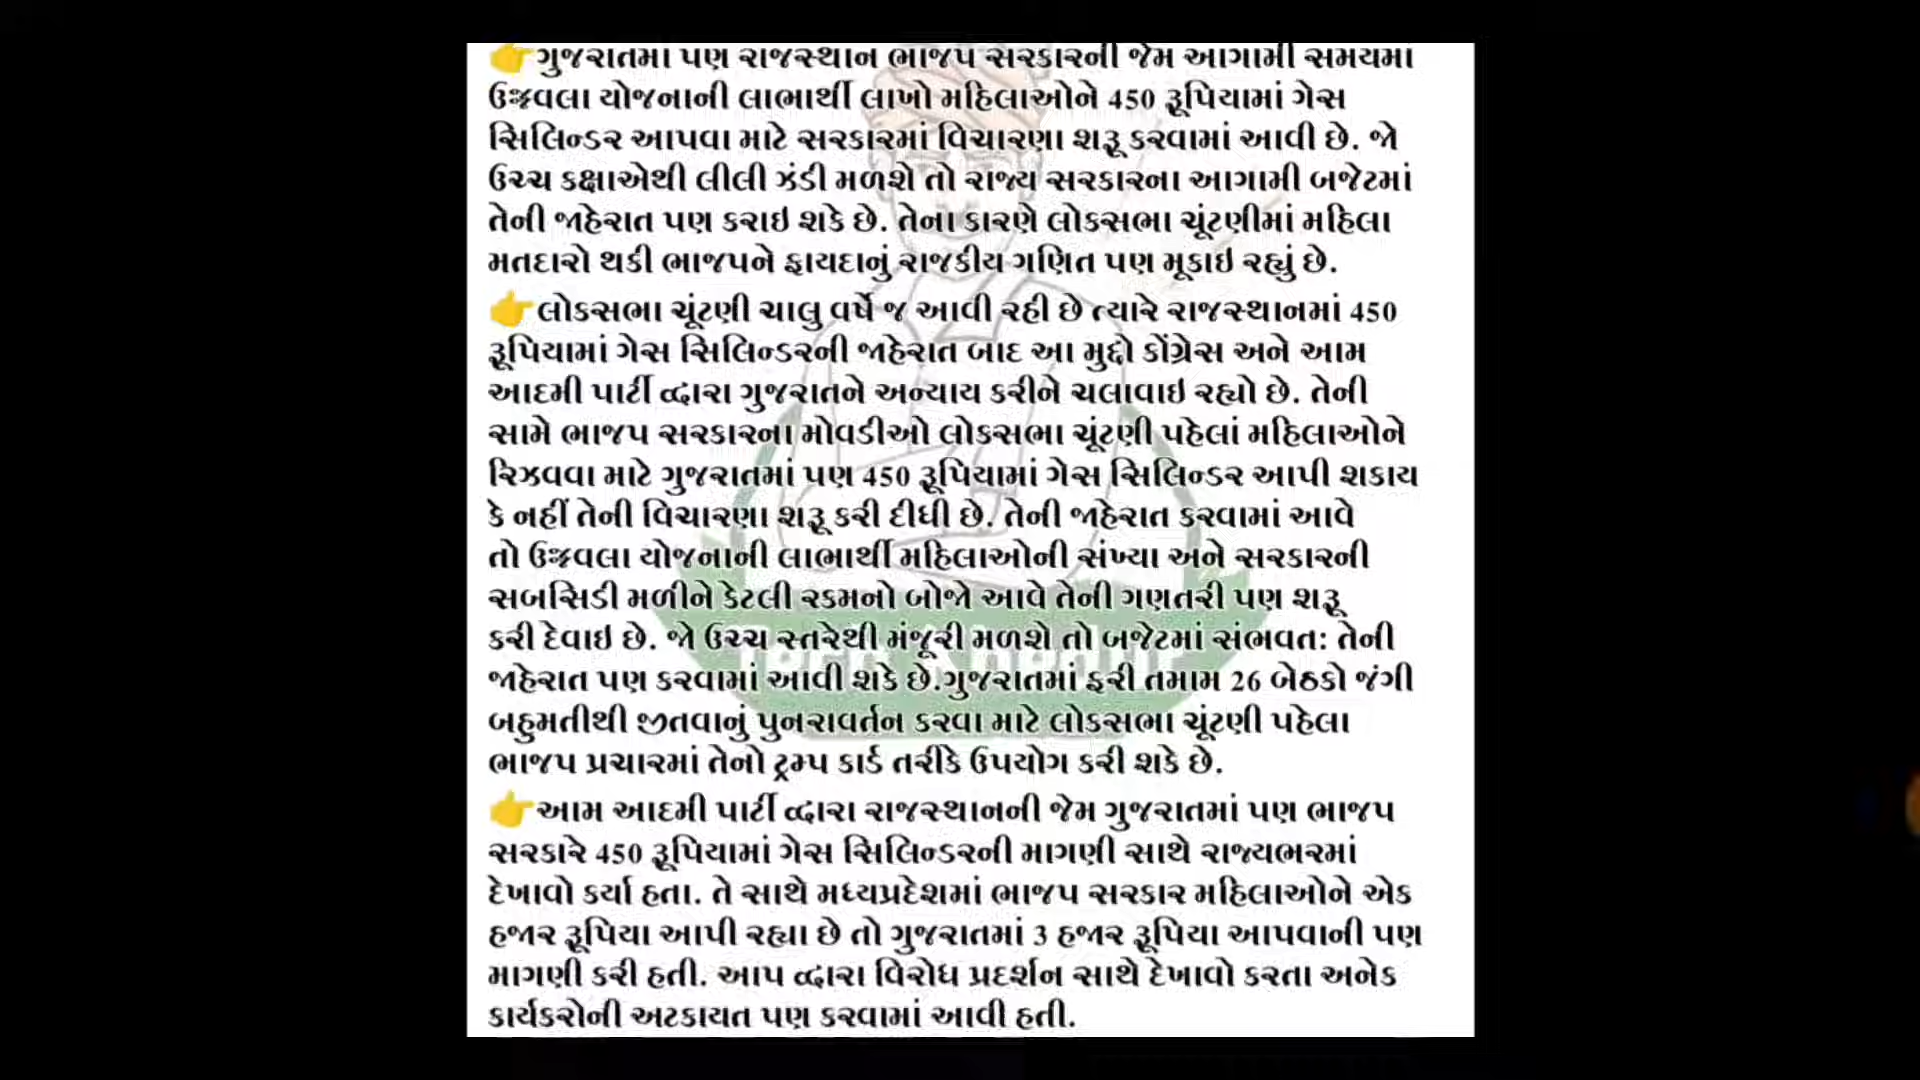 👉ગુજરાતમાં પણ રાજસ્થાન ભાજપ સરકારની જેમ આગામી સમયમાં
ઉજ્જવલા યોજનાની લાભાર્થી લાખો મહિલાઓને 450 રૂપિયામાં ગેસ
સિલિન્ડર આપવા માટે સરકારમાં વિચારણા શરૂ કરવામાં આવી છે. જો
ઉચ્ચ કક્ષાએથી લીલી ઝંડી મળશે તો રાજ્ય સરકારના આગામી બજેટમાં
તેની જાહેરાત પણ કરાઇ શકે છે. તેના કારણે લોકસભા ચૂંટણીમાં મહિલા
મતદારો થકી ભાજપને ફાયદાનું રાજકીય ગણિત પણ મૂકાઇ રહ્યું છે.
👉લોકસભા ચૂંટણી ચાલુ વર્ષે જ આવી રહી છે ત્યારે રાજસ્થાનમાં 450
રૂપિયામાં ગેસ સિલિન્ડરની જાહેરાત બાદ આ મુદ્દો કોંગ્રેસ અને આમ
આદમી પાર્ટી દ્વારા ગુજરાતને અન્યાય કરીને ચલાવાઇ રહ્યો છે. તેની
સામે ભાજપ સરકારના મોવડીઓ લોકસભા ચૂંટણી પહેલાં મહિલાઓને
રિઝવવા માટે ગુજરાતમાં પણ 450 રૂપિયામાં ગેસ સિલિન્ડર આપી શકાય
કે નહીં તેની વિચારણા શરૂ કરી દીધી છે. તેની જાહેરાત કરવામાં આવે
તો ઉજ્જવલા યોજનાની લાભાર્થી મહિલાઓની સંખ્યા અને સરકારની
સબસિડી મળીને કેટલી રકમનો બોજો આવે તેની ગણતરી પણ શરૂ
કરી દેવાઇ છે. જો ઉચ્ચ સ્તરેથી મંજૂરી મળશે તો બજેટમાં સંભવત: તેની
જાહેરાત પણ કરવામાં આવી શકે છે.ગુજરાતમાં ફરી તમામ 26 બેઠકો જંગી
બહુમતીથી જીતવાનું પુનરાવર્તન કરવા માટે લોકસભા ચૂંટણી પહેલા
ભાજપ પ્રચારમાં તેનો ટ્રમ્પ કાર્ડ તરીકે ઉપયોગ કરી શકે છે.
👉આમ આદમી પાર્ટી દ્વારા રાજસ્થાનની જેમ ગુજરાતમાં પણ ભાજપ
સરકારે 450 રૂપિયામાં ગેસ સિલિન્ડરની માગણી સાથે રાજ્યભરમાં
દેખાવો કર્યા હતા. તે સાથે મધ્યપ્રદેશમાં ભાજપ સરકાર મહિલાઓને એક
હજાર રૂપિયા આપી રહ્યા છે તો ગુજરાતમાં 3 હજાર રૂપિયા આપવાની પણ
માગણી કરી હતી. આપ દ્વારા વિરોધ પ્રદર્શન સાથે દેખાવો કરતા અનેક
કાર્યકરોની અટકાયત પણ કરવામાં આવી હતી.